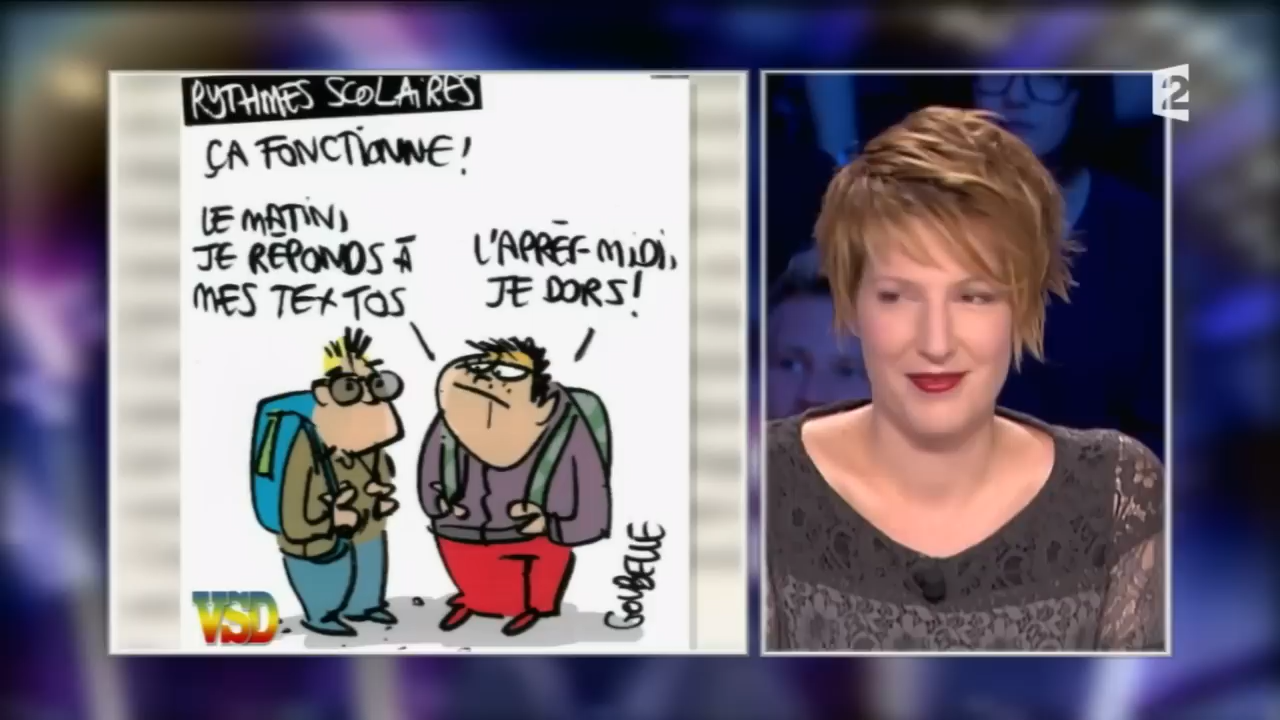 RYTHMES SCOLAIRES
ÇA FONCTIONNE!
LE MATIN,
JE RÉPONDS À
MES TEXTOS
L'APRÈS-MIDI,
JE DORS!
GOUBELLE
VSD
2